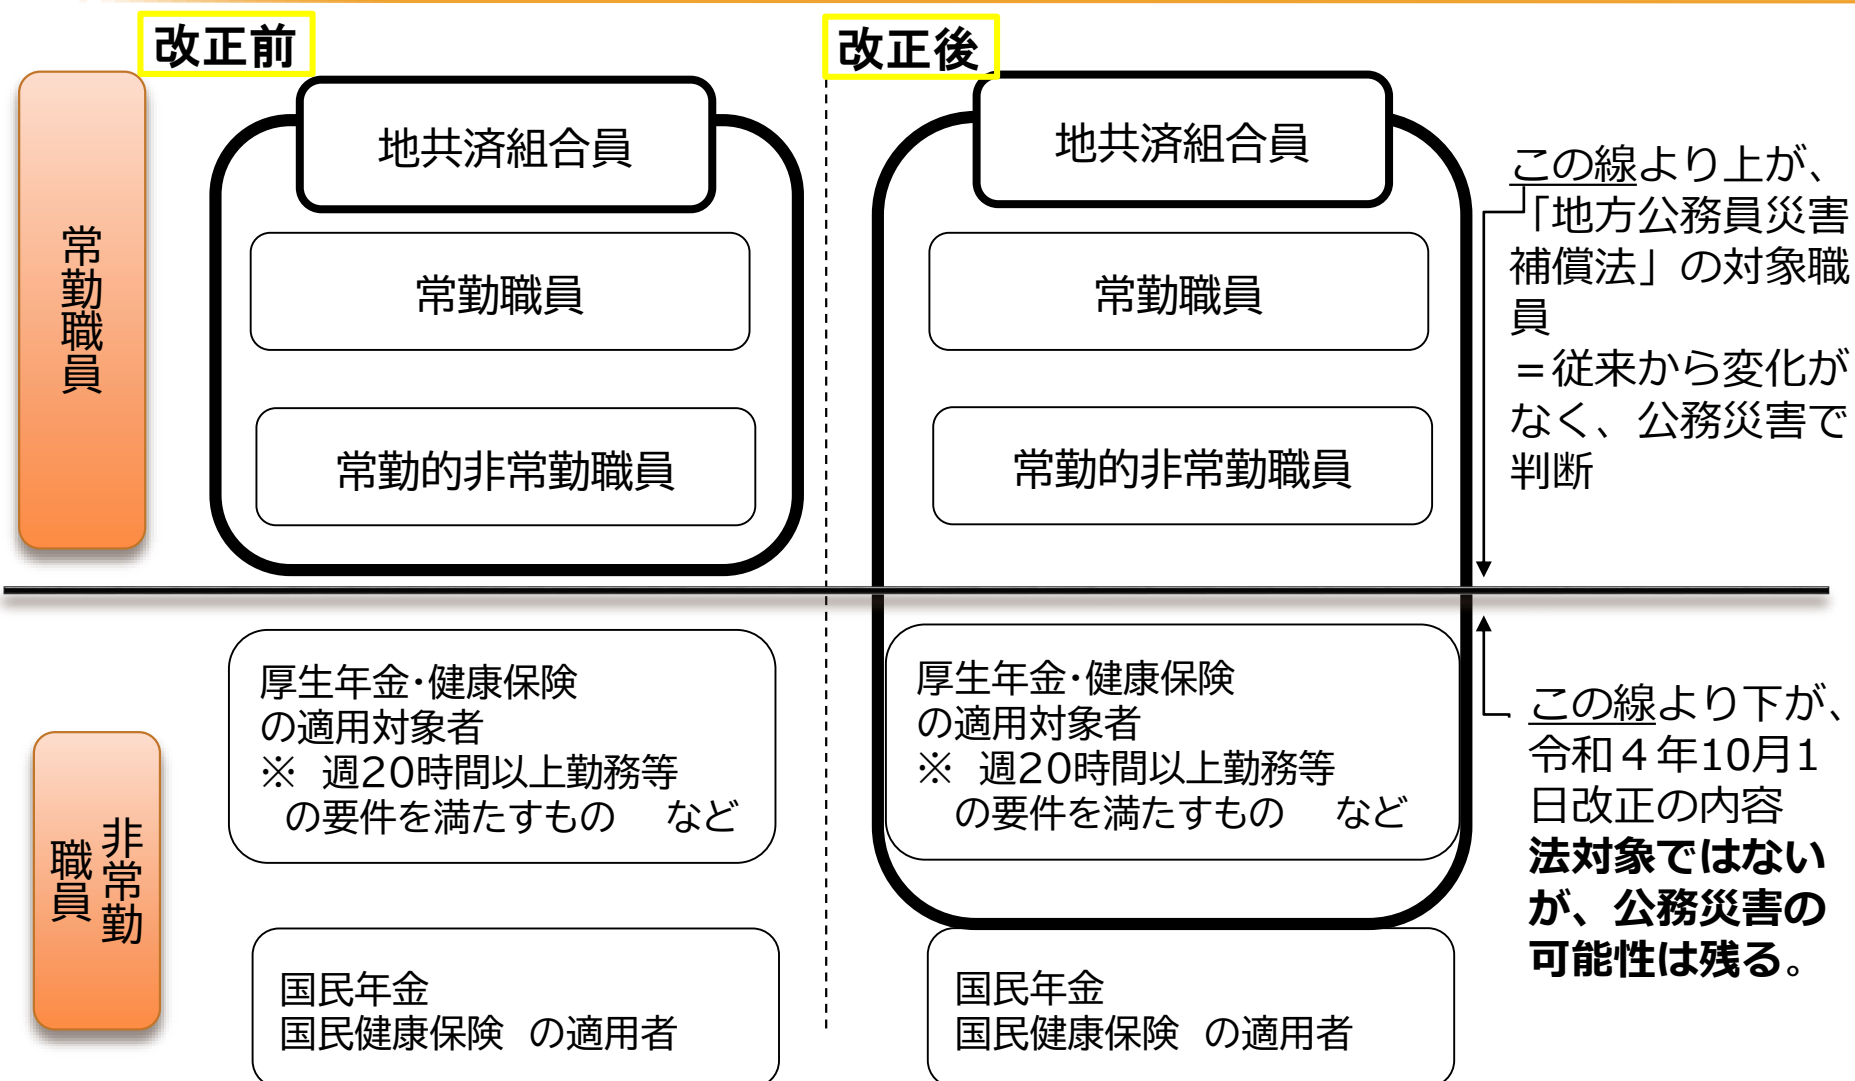 改正前
改正後
常勤職員
地共済組合員
常勤職員
常勤的非常勤職員
地共済組合員
常勤職員
常勤的非常勤職員
この線より上が、
「地方公務員災害
補償法」の対象職
員
＝従来から変化が
なく、公務災害で
判断
非常勤
職員
厚生年金・健康保険
の適用対象者
※ 週20時間以上勤務等
の要件を満たすもの など
国民年金
国民健康保険 の適用者
厚生年金・健康保険
の適用対象者
※ 週20時間以上勤務等
の要件を満たすもの など
国民年金
国民健康保険 の適用者
この線より下が、
令和４年10月1
日改正の内容
法対象ではない
が、公務災害の
可能性は残る。